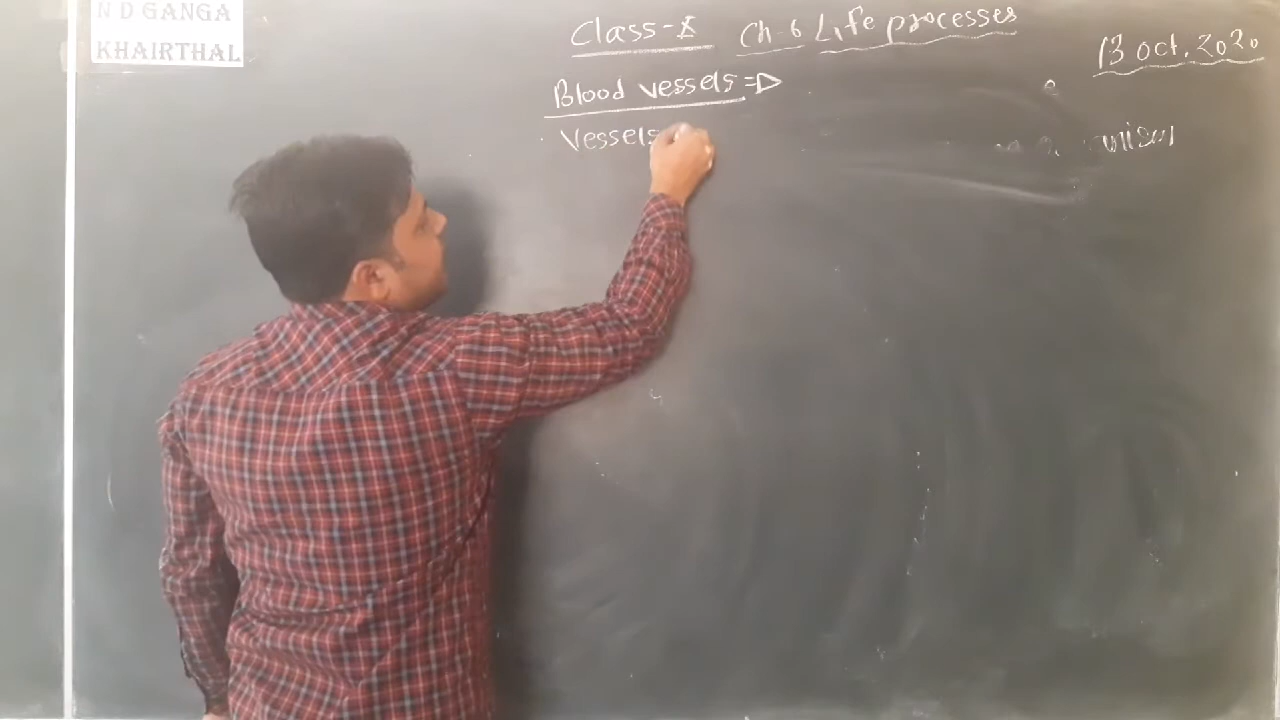 N D GANGA
KHAIRTHAL
Class-X Ch-6 Life processes
13 oct. 2020
Blood vessels =>
Vessels